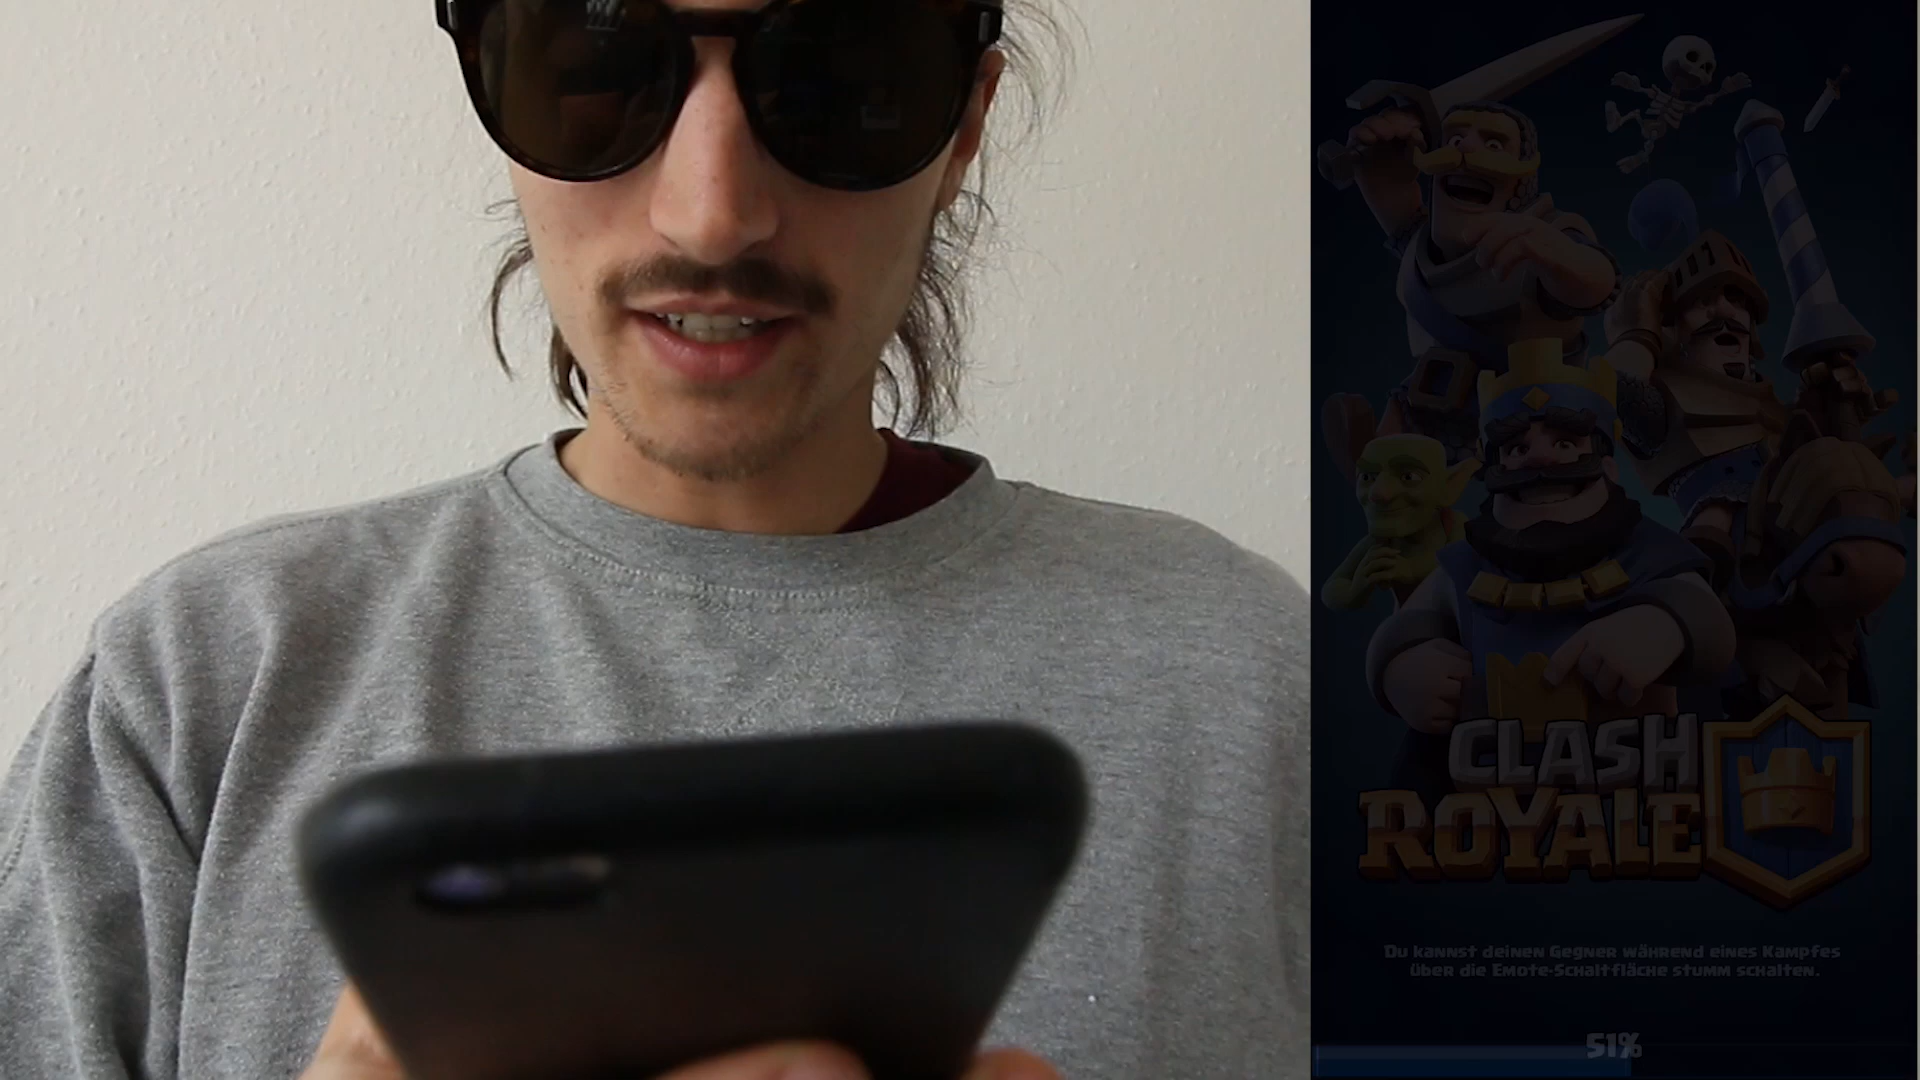 CLASH
ROYALE
Du kannst deinen Gegner während eines Kampfes
über die Emote-Schaltfläche stumm schalten.
51%